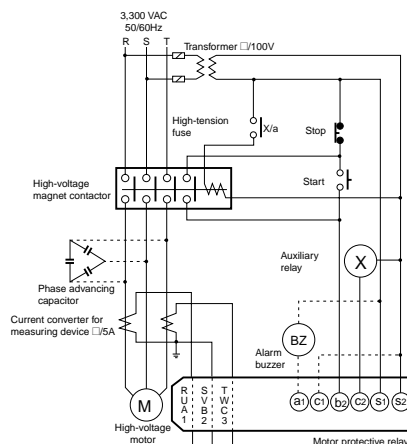 3,300 VAC
50/60Hz
R S T
Transformer □/100V
High-tension
fuse
X/a
Stop
Start
High-voltage
magnet contactor
Auxiliary
relay
X
Phase advancing
capacitor
Current converter for
measuring device □/5A
BZ
Alarm
buzzer
M
High-voltage
motor
R U A 1
S V B 2
T W C 3
a1 c1 b2 c2 s1 s2
Motor protective relay